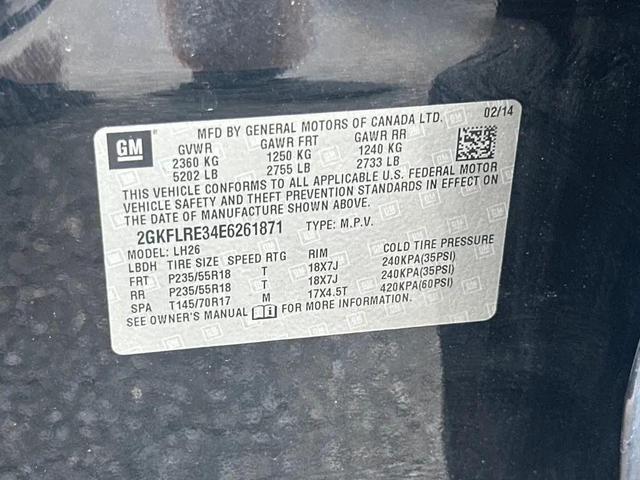 MFD BY GENERAL MOTORS OF CANADA LTD. 02/14
GM
GVWR GAWR FRT GAWR RR
2360 KG 1250 KG 1240 KG
5202 LB 2755 LB 2733 LB
THIS VEHICLE CONFORMS TO ALL APPLICABLE U.S. FEDERAL MOTOR
VEHICLE SAFETY AND THEFT PREVENTION STANDARDS IN EFFECT ON
THE DATE OF MANUFACTURE SHOWN ABOVE.
2GKFLRE34E6261871 TYPE: M.P.V.
MODEL: LH26
LBDH TIRE SIZE SPEED RTG RIM COLD TIRE PRESSURE
FRT P235/55R18 T 18X7J 240KPA(35PSI)
RR P235/55R18 T 18X7J 240KPA(35PSI)
SPA T145/70R17 M 17X4.5T 420KPA(60PSI)
SEE OWNER'S MANUAL FOR MORE INFORMATION.